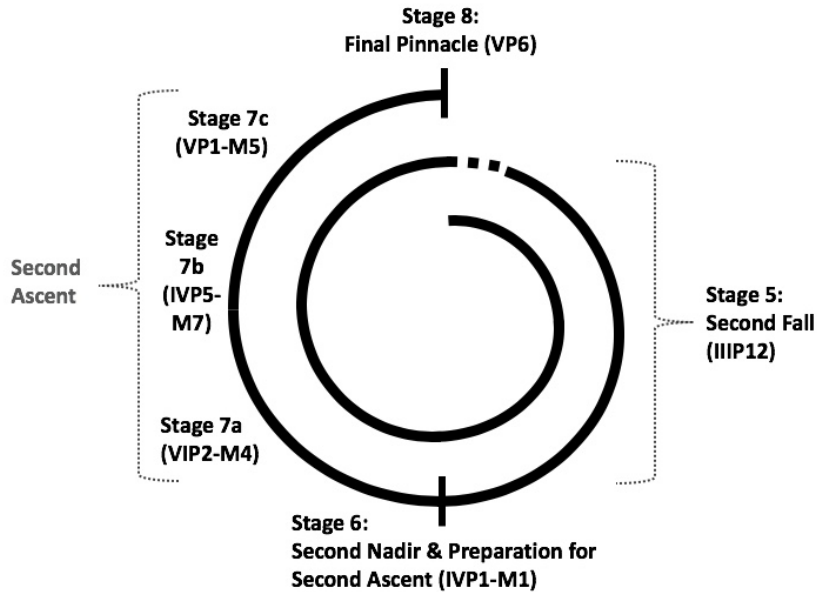 Stage 8:
Final Pinnacle (VP6)
Stage 7c
(VP1-M5)
Stage
7b
(IVP5-
M7)
Second
Ascent
Stage 5:
Second Fall
(IIIP12)
Stage 7a
(VIP2-M4)
Stage 6:
Second Nadir & Preparation for
Second Ascent (IVP1-M1)